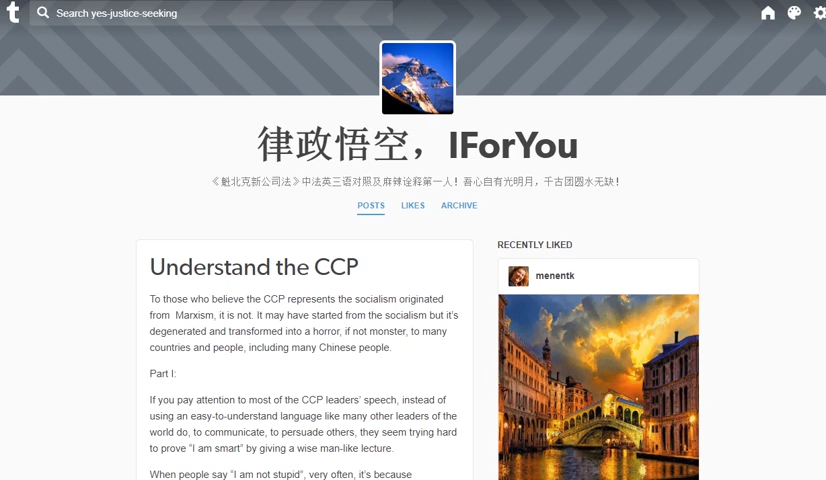 t
Search yes-justice-seeking
律政悟空，IForYou
《魁北克新公司法》中法英三语对照及麻辣诠释第一人！吾心自有光明月，千古团圆永无缺！
POSTS LIKES ARCHIVE
Understand the CCP
To those who believe the CCP represents the socialism originated
from Marxism, it is not. It may have started from the socialism but it's
degenerated and transformed into a horror, if not monster, to many
countries and people, including many Chinese people.
Part I:
If you pay attention to most of the CCP leaders' speech, instead of
using an easy-to-understand language like many other leaders of the
world do, to communicate, to persuade others, they seem trying hard
to prove "I am smart" by giving a wise man-like lecture.
When people say "I am not stupid", very often, it's because
RECENTLY LIKED
menentk